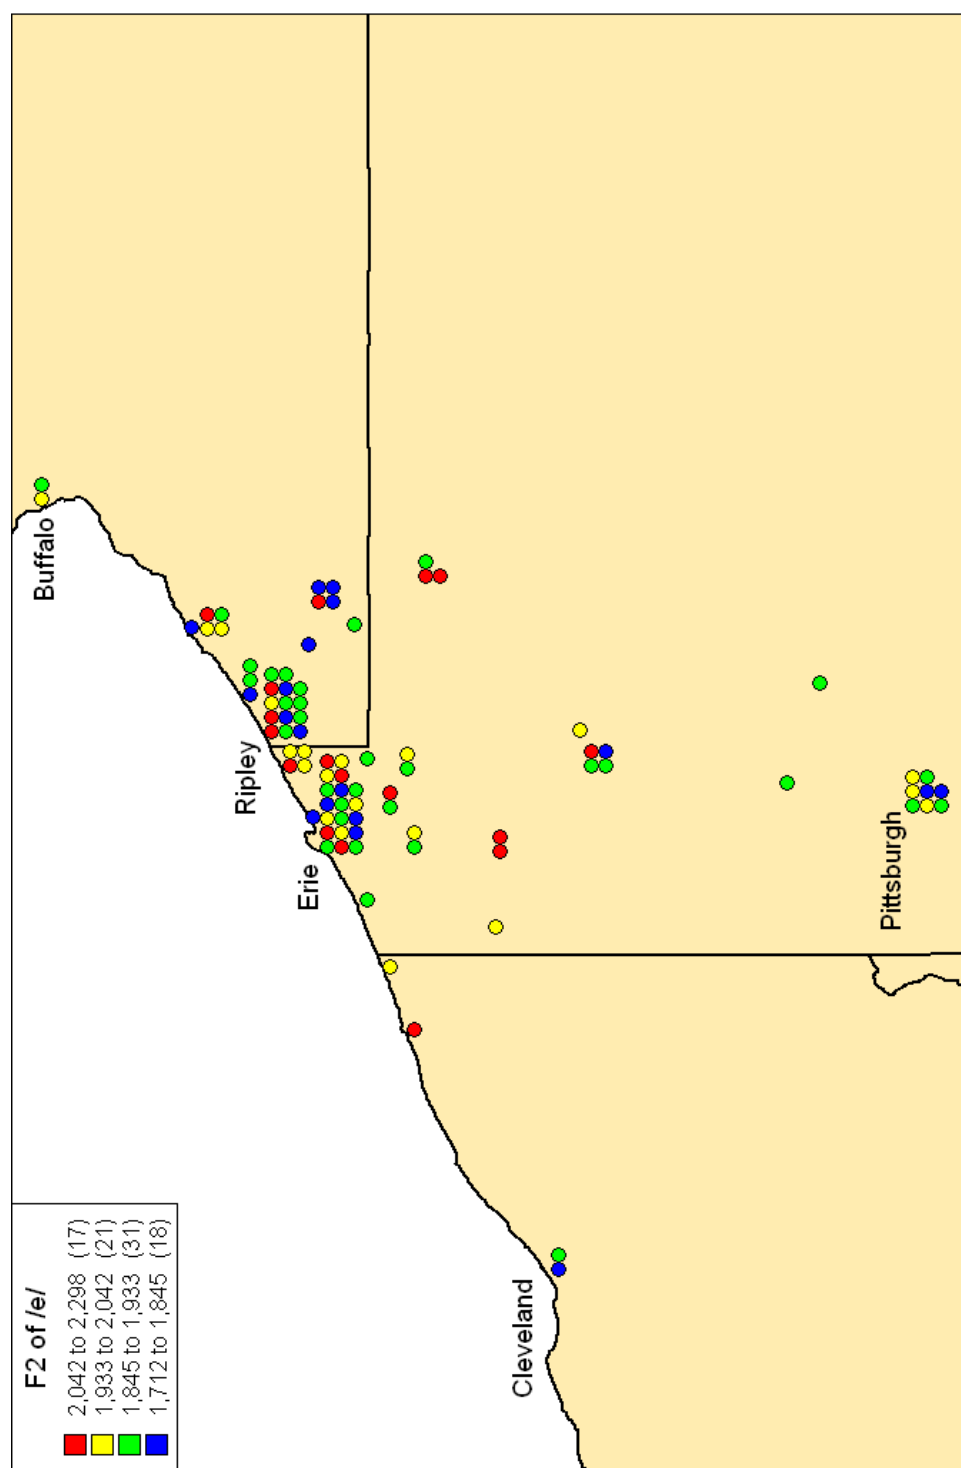 F2 of /e/
2,042 to 2,298 (17)
1,933 to 2,042 (21)
1,845 to 1,933 (31)
1,712 to 1,845 (18)
Cleveland
Erie
Ripley
Buffalo
Pittsburgh